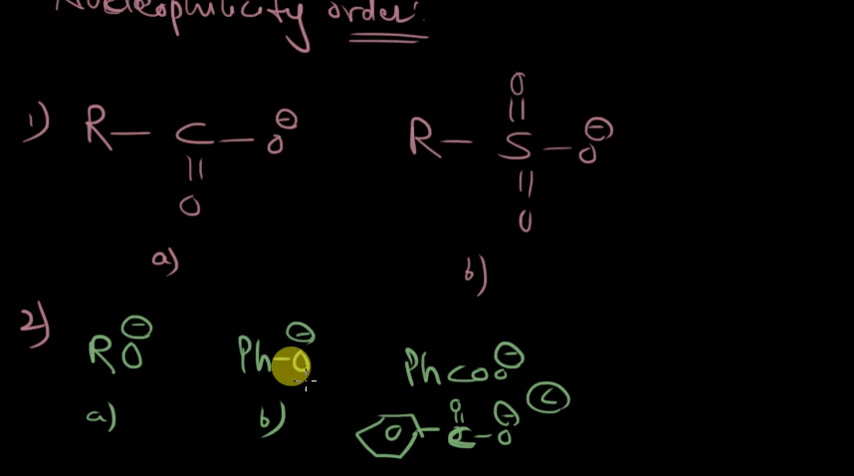 Nucleophilicity order:
1) R—C—O⊖ R—S—O⊖
|| O O || || O
a) b)
2) RO⊖ Ph—O⊖ PhCOO⊖
a) b) c
O || C—O⊖